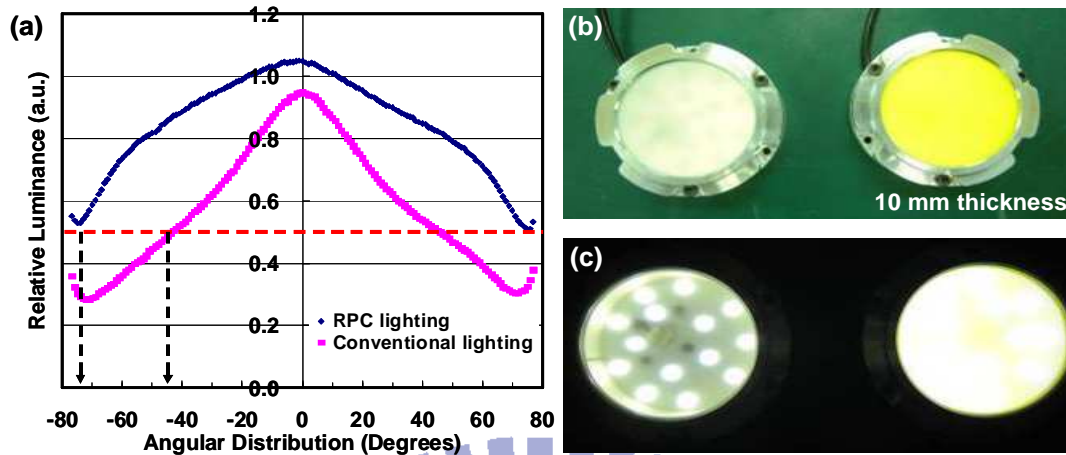 (a)
1.2
1.0
0.8
0.6
0.4
0.2
0.0
Relative Luminance (a.u.)
RPC lighting
Conventional lighting
-80 -60 -40 -20 0 20 40 60 80
Angular Distribution (Degrees)
(b)
10 mm thickness
(c)